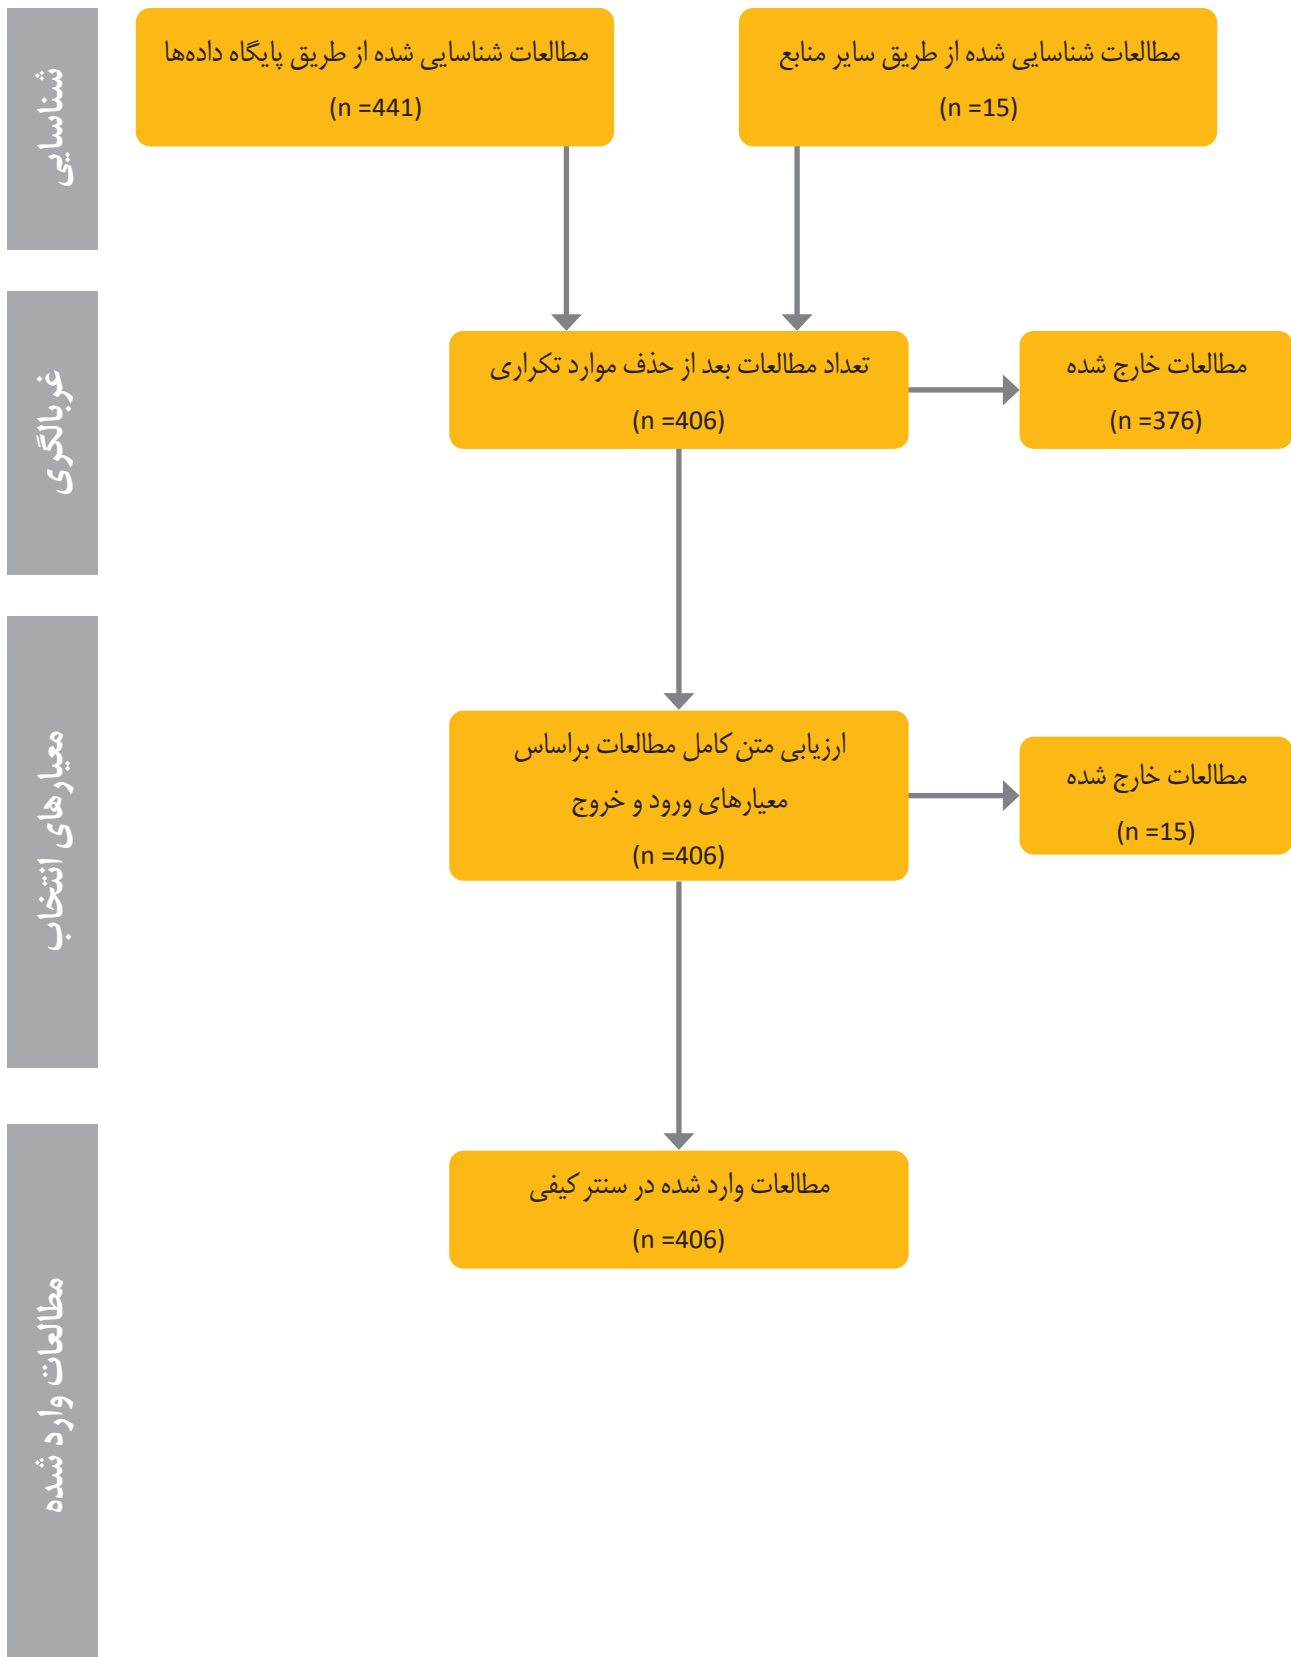 شناسایی
مطالعات شناسایی شده از طریق پایگاه داده‌ها
(n =441)
مطالعات شناسایی شده از طریق سایر منابع
(n =15)
غربالگری
تعداد مطالعات بعد از حذف موارد تکراری
(n =406)
مطالعات خارج شده
(n =376)
معیارهای انتخاب
ارزیابی متن کامل مطالعات براساس
معیارهای ورود و خروج
(n =406)
مطالعات خارج شده
(n =15)
مطالعات وارد شده
مطالعات وارد شده در سنتر کیفی
(n =406)